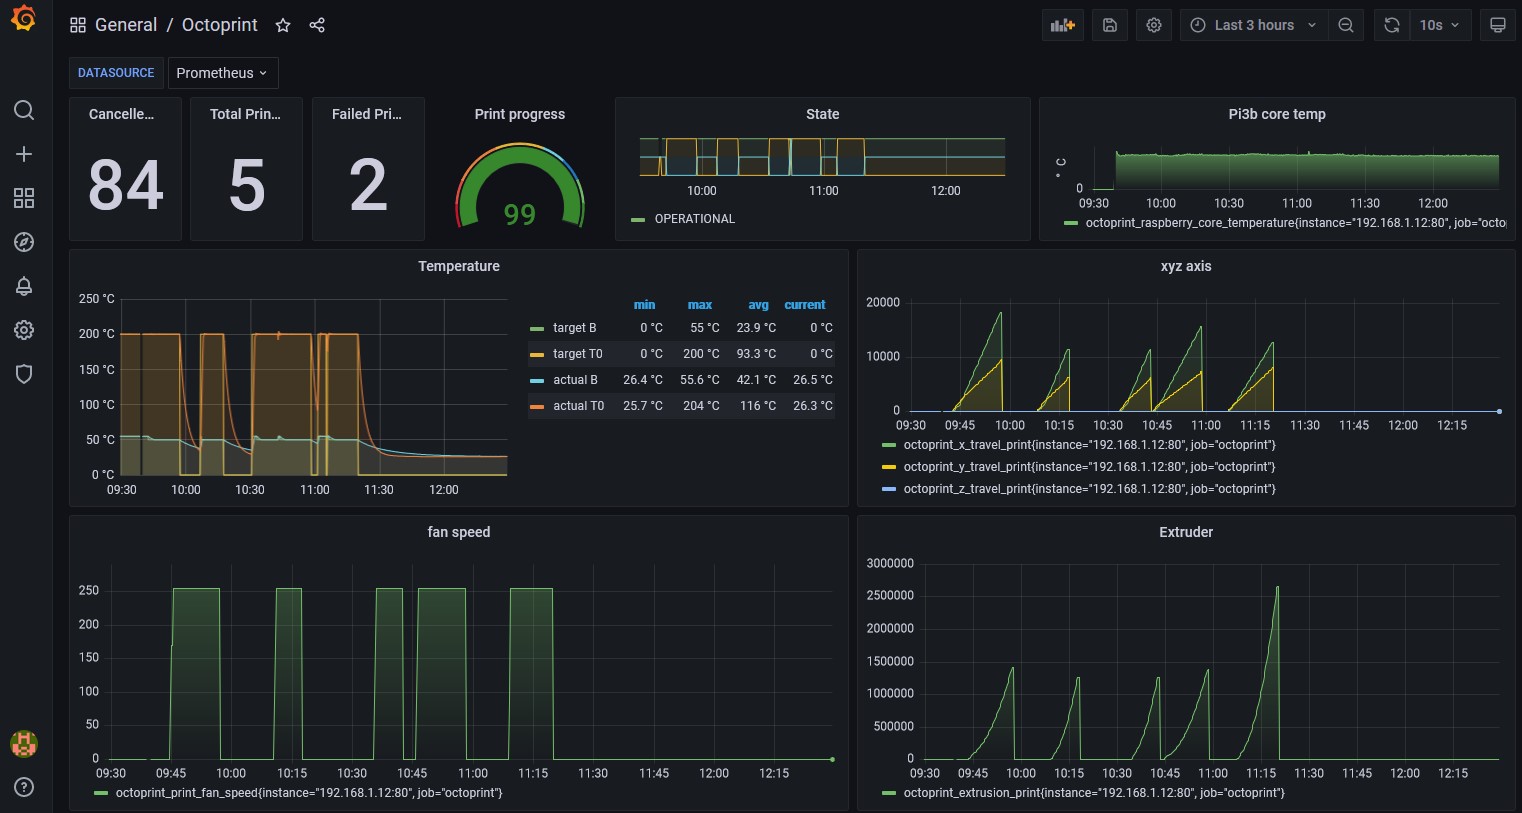 General / Octoprint
Last 3 hours
10s
DATASOURCE
Prometheus
Cancelle...
84
Total Prin...
5
Failed Pri...
2
Print progress
99
State
10:00 11:00 12:00
OPERATIONAL
Pi3b core temp
° C
0
09:30 10:00 10:30 11:00 11:30 12:00
octoprint_raspberry_core_temperature{instance="192.168.1.12:80", job="octo
Temperature
250 °C
200 °C
150 °C
100 °C
50 °C
0 °C
09:30 10:00 10:30 11:00 11:30 12:00
min max avg current
target B 0 °C 55 °C 23.9 °C 0 °C
target T0 0 °C 200 °C 93.3 °C 0 °C
actual B 26.4 °C 55.6 °C 42.1 °C 26.5 °C
actual T0 25.7 °C 204 °C 116 °C 26.3 °C
xyz axis
20000
10000
0
09:30 09:45 10:00 10:15 10:30 10:45 11:00 11:15 11:30 11:45 12:00 12:15
octoprint_x_travel_print{instance="192.168.1.12:80", job="octoprint"}
octoprint_y_travel_print{instance="192.168.1.12:80", job="octoprint"}
octoprint_z_travel_print{instance="192.168.1.12:80", job="octoprint"}
fan speed
250
200
150
100
50
0
09:30 09:45 10:00 10:15 10:30 10:45 11:00 11:15 11:30 11:45 12:00 12:15
octoprint_print_fan_speed{instance="192.168.1.12:80", job="octoprint"}
Extruder
3000000
2500000
2000000
1500000
1000000
500000
0
09:30 09:45 10:00 10:15 10:30 10:45 11:00 11:15 11:30 11:45 12:00 12:15
octoprint_extrusion_print{instance="192.168.1.12:80", job="octoprint"}